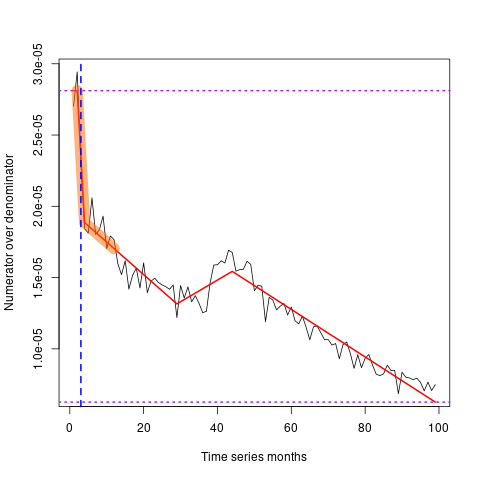 3.0e-05
2.5e-05
2.0e-05
1.5e-05
1.0e-05
Numerator over denominator
0 20 40 60 80 100
Time series months